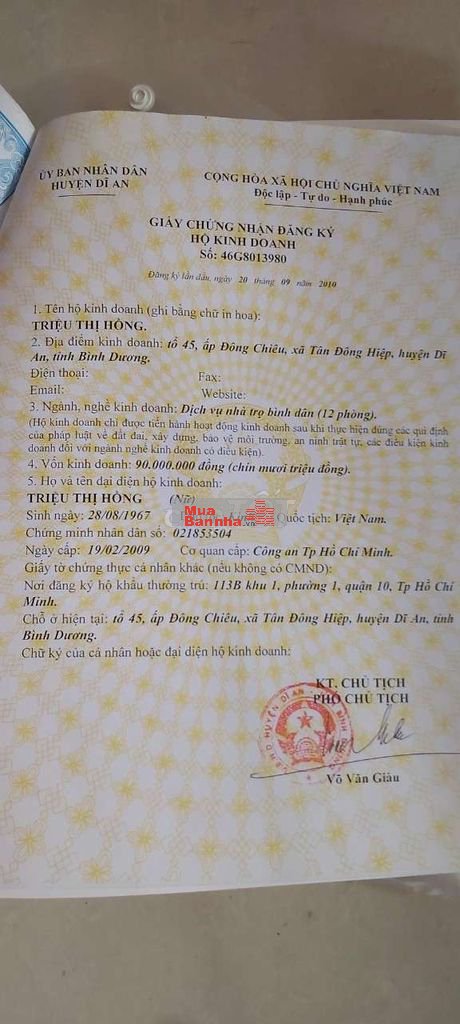 ỦY BAN NHÂN DÂN
HUYỆN DĨ AN
CỘNG HÒA XÃ HỘI CHỦ NGHĨA VIỆT NAM
Độc lập - Tự do - Hạnh phúc
GIẤY CHỨNG NHẬN ĐĂNG KÝ
HỘ KINH DOANH
Số: 46G8013980
Đăng ký lần đầu, ngày 20 tháng 09 năm 2010
1. Tên hộ kinh doanh (ghi bằng chữ in hoa):
TRIỆU THỊ HỒNG.
2. Địa điểm kinh doanh: tổ 45, ấp Đông Chiêu, xã Tân Đông Hiệp, huyện Dĩ
An, tỉnh Bình Dương.
Điện thoại: Fax:
Email: Website:
3. Ngành, nghề kinh doanh: Dịch vụ nhà trọ bình dân (12 phòng).
(Hộ kinh doanh chỉ được tiến hành hoạt động kinh doanh sau khi thực hiện đúng các qui định
của pháp luật về đất đai, xây dựng, bảo vệ môi trường, an ninh trật tự, các điều kiện kinh
doanh đối với ngành nghề kinh doanh có điều kiện).
4. Vốn kinh doanh: 90.000.000 đồng (chín mươi triệu đồng).
5. Họ và tên đại diện hộ kinh doanh:
TRIỆU THỊ HỒNG (Nữ)
Mua
Bannha.vn
Sinh ngày: 28/08/1967 Quốc tịch: Việt Nam.
Chứng minh nhân dân số: 021853504
Ngày cấp: 19/02/2009 Cơ quan cấp: Công an Tp Hồ Chí Minh.
Giấy tờ chứng thực cá nhân khác (nếu không có CMND):
Nơi đăng ký hộ khẩu thường trú: 113B khu 1, phường 1, quận 10, Tp Hồ Chí
Minh.
Chỗ ở hiện tại: tổ 45, ấp Đông Chiêu, xã Tân Đông Hiệp, huyện Dĩ An, tỉnh
Bình Dương.
Chữ ký của cá nhân hoặc đại diện hộ kinh doanh:
KT. CHỦ TỊCH
PHÓ CHỦ TỊCH
Võ Văn Giàu